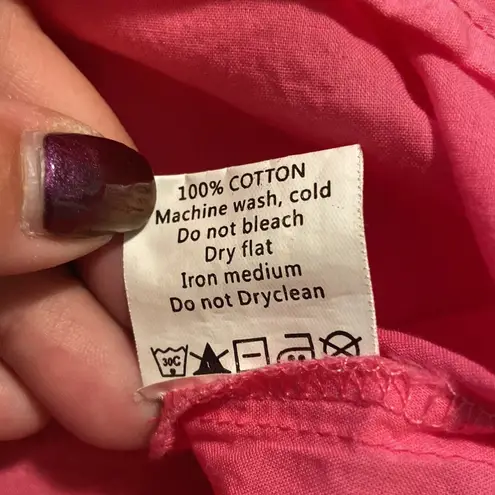 100% COTTON
Machine wash, cold
Do not bleach
Dry flat
Iron medium
Do not Dryclean
30C